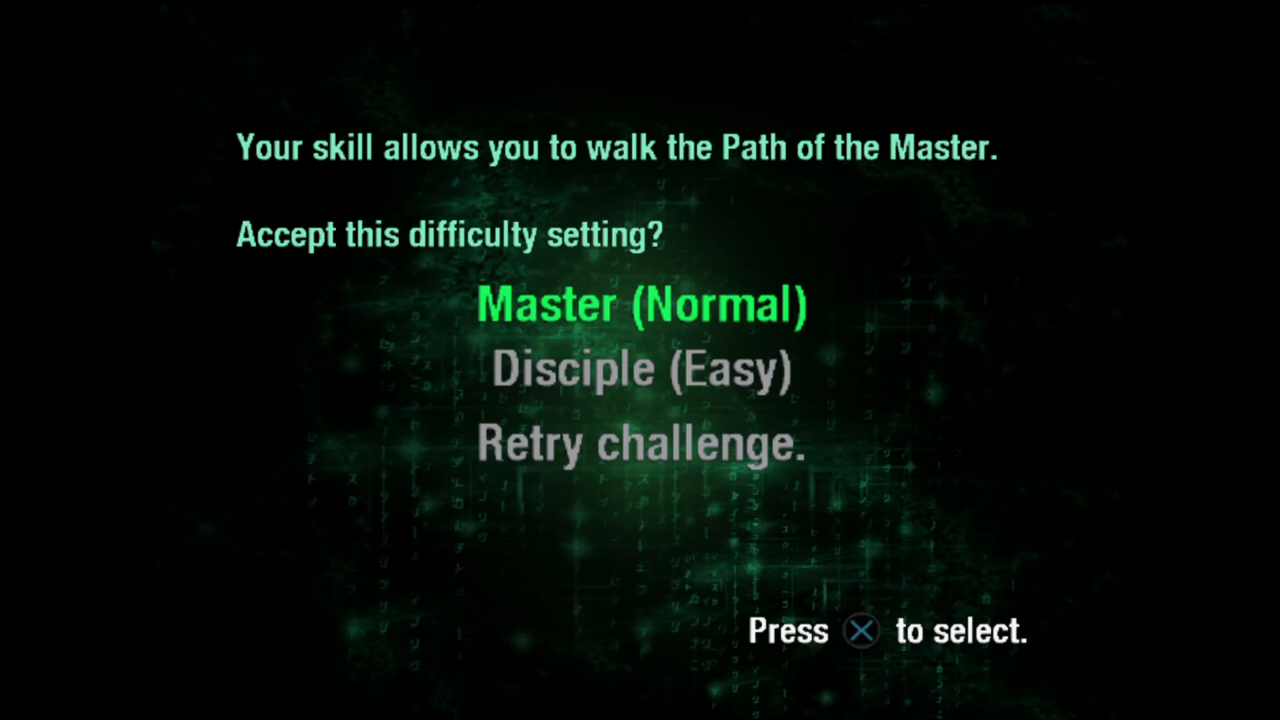 Your skill allows you to walk the Path of the Master.
Accept this difficulty setting?
Master (Normal)
Disciple (Easy)
Retry challenge.
Press to select.